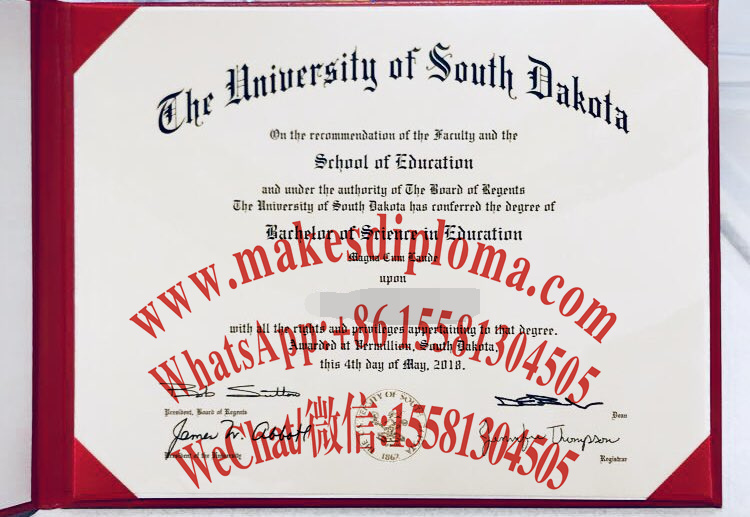 The University of South Dakota
On the recommendation of the Faculty and the
School of Education
and under the authority of The Board of Regents
The University of South Dakota has conferred the degree of
Bachelor of Science in Education
Magna Cum Laude
upon
www.makesdiploma.com
with all the rights and privileges appertaining to that degree.
Awarded at Vermillion, South Dakota,
WhatsApp:+86 15581304505
this 4th day of May, 2018.
President, Board of Regents
Dean
James W. Abbott
Thompson
WeChat/微信:15581304505
President of the University
Registrar
1862